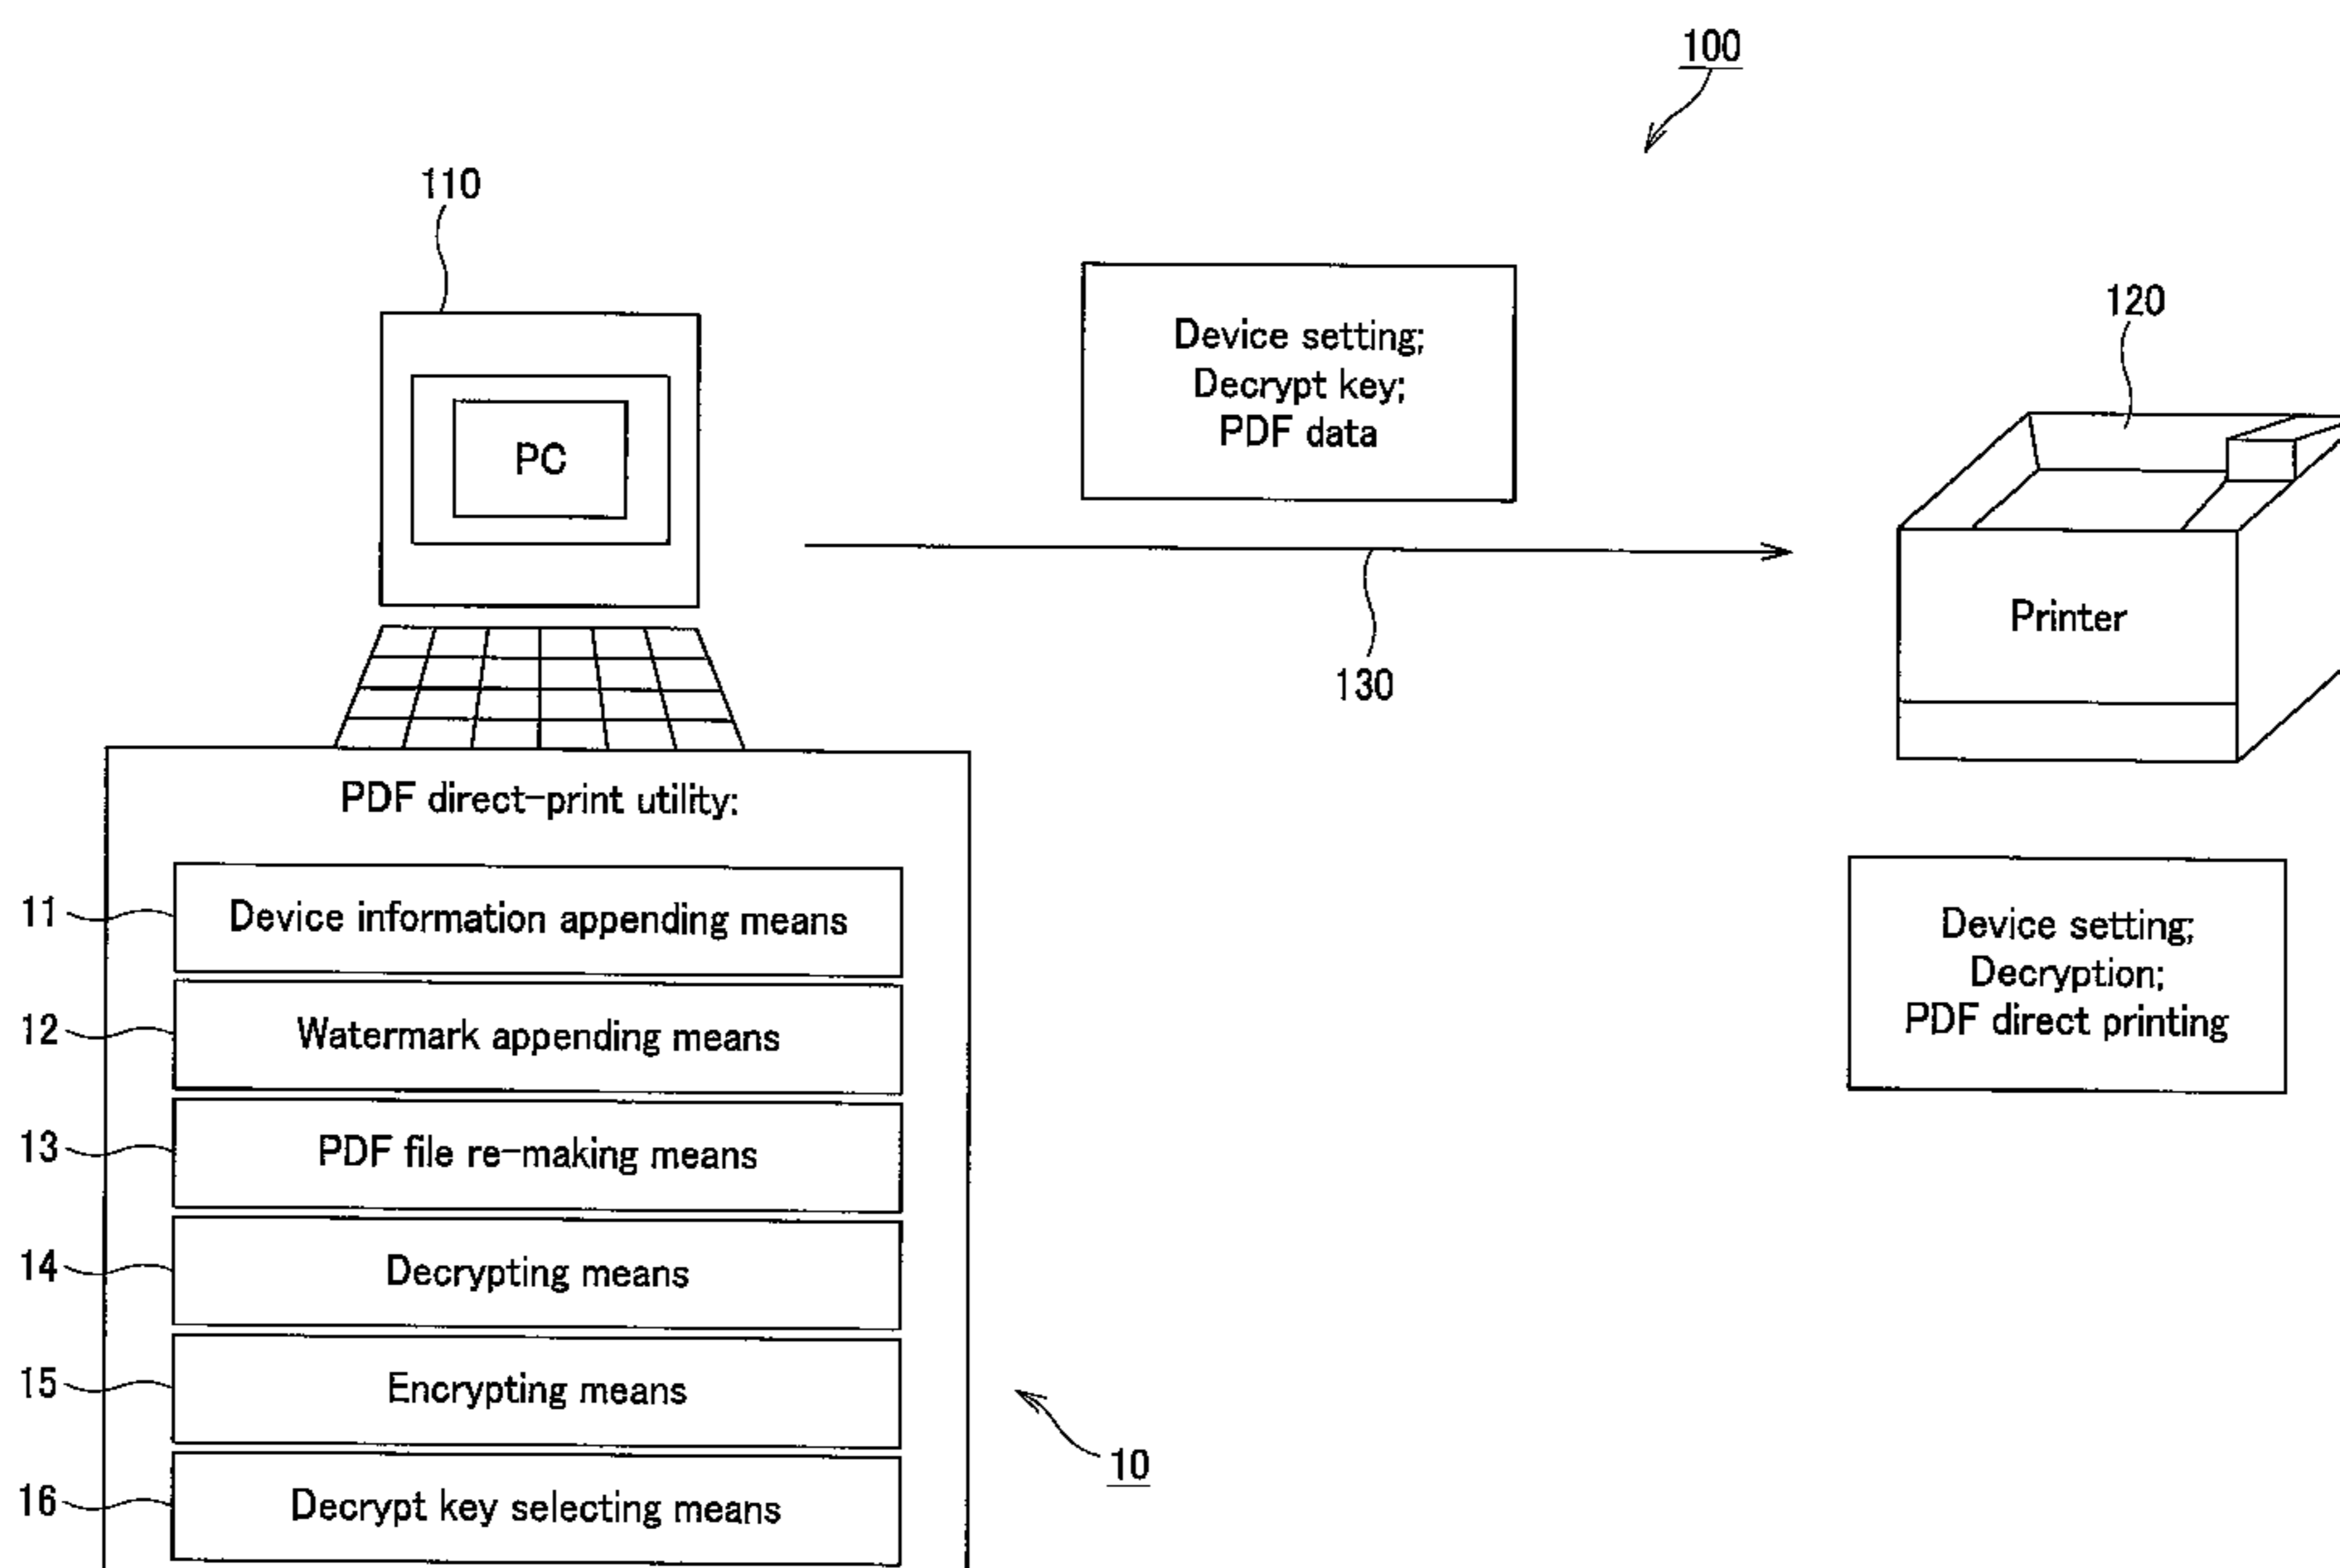 100
110
Device setting;
Decrypt key;
PDF data
120
PC
Printer
130
PDF direct-print utility:
11
Device information appending means
12
Watermark appending means
13
PDF file re-making means
14
Decrypting means
15
Encrypting means
16
Decrypt key selecting means
10
Device setting;
Decryption;
PDF direct printing